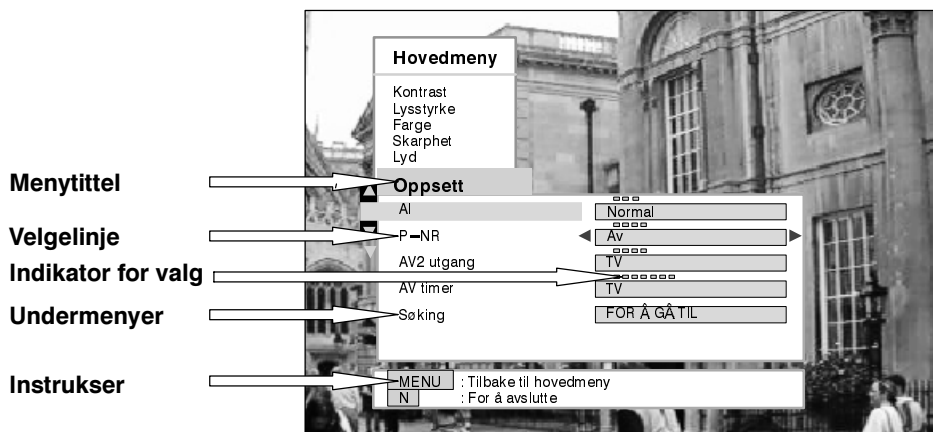 Hovedmeny
Kontrast
Lysstyrke
Farge
Skarphet
Lyd
Menytittel
Oppsett
AI
Normal
Velgelinje
P–NR
Av
Indikator for valg
AV2 utgang
TV
AV timer
TV
Undermenyer
Søking
FOR Å GÅ TIL
Instrukser
MENU : Tilbake til hovedmeny
N : For å avslutte